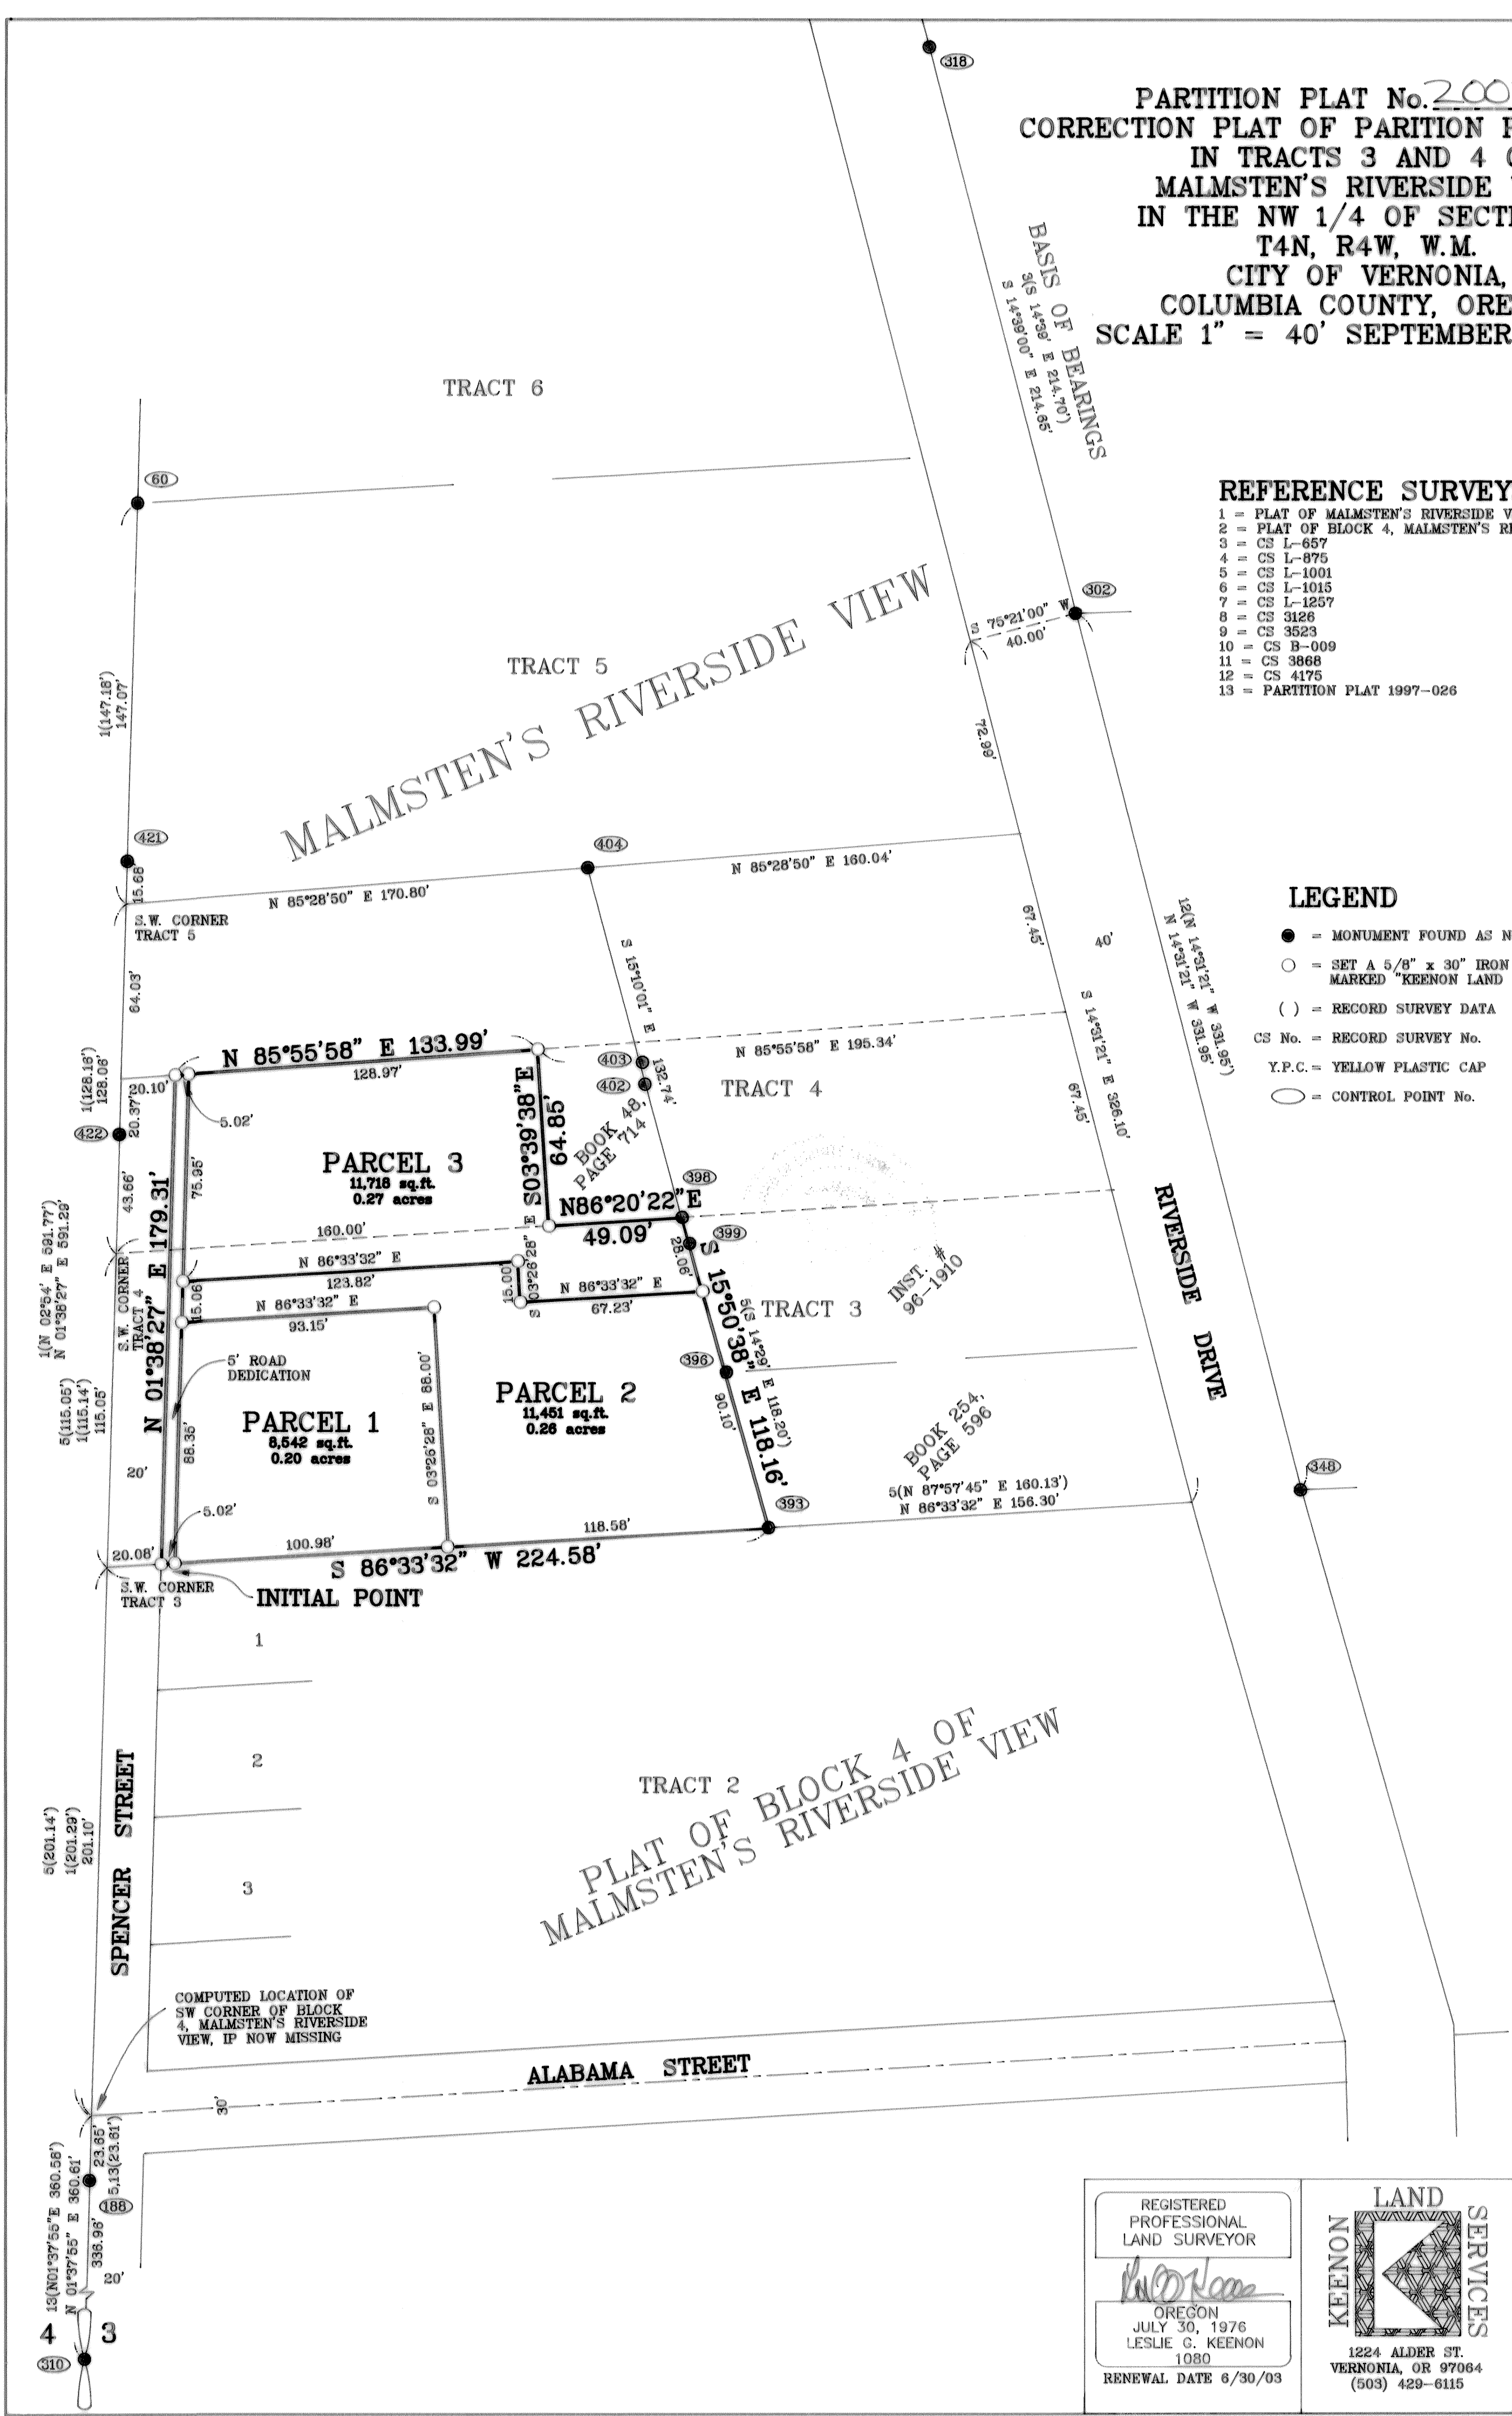 318
PARTITION PLAT No. 200
CORRECTION PLAT OF PARITION
IN TRACTS 3 AND 4
MALMSTEN'S RIVERSIDE
IN THE NW 1/4 OF SECTI
T4N, R4W, W.M.
CITY OF VERNONIA,
COLUMBIA COUNTY, ORE
SCALE 1" = 40' SEPTEMBER
BASIS OF BEARINGS
3(S 14°39' E 214.70')
S 14°39'00" E 214.65'
TRACT 6
60
REFERENCE SURVEY
1 = PLAT OF MALMSTEN'S RIVERSIDE V
2 = PLAT OF BLOCK 4, MALMSTEN'S RI
3 = CS L-657
4 = CS L-875
5 = CS L-1001
6 = CS L-1015
7 = CS L-1257
8 = CS 3126
9 = CS 3523
10 = CS B-009
11 = CS 3868
12 = CS 4175
13 = PARTITION PLAT 1997-026
302
S 75°21'00" W
40.00'
MALMSTEN'S RIVERSIDE VIEW
TRACT 5
1(147.18')
147.07'
72.99'
421
404
15.68'
N 85°28'50" E 170.80'
N 85°28'50" E 160.04'
S.W. CORNER
TRACT 5
LEGEND
= MONUMENT FOUND AS N
= SET A 5/8" x 30" IRON
MARKED "KEENON LAND
( ) = RECORD SURVEY DATA
CS No. = RECORD SURVEY No.
Y.P.C. = YELLOW PLASTIC CAP
= CONTROL POINT No.
67.45'
40'
12(N 14°31'21" W 331.95')
N 14°31'21" W 331.95'
64.03'
S 15°10'01" E
132.74'
S 14°31'21" E 326.10'
67.45'
N 85°55'58" E 133.99'
128.97'
N 85°55'58" E 195.34'
403
402
TRACT 4
1(128.16')
128.06'
20.10'
20.37'
5.02'
422
BOOK 48,
PAGE 714
S03°39'38"E
64.85'
PARCEL 3
11,718 sq.ft.
0.27 acres
75.95'
43.66'
398
N86°20'22"E
49.09'
160.00'
399
28.06'
RIVERSIDE DRIVE
1(N 02°54' E 591.77')
N 01°38'27" E 591.29'
N 01°38'27" E 179.31'
S.W. CORNER
TRACT 4
N 86°33'32" E
123.82'
15.00'
S 03°26'28" E
N 86°33'32" E
67.23'
15.06'
N 86°33'32" E
93.15'
TRACT 3
INST. #
96-1910
S 15°50'38" E 118.16'
5(S 14°29' E 118.20')
396
90.10'
5' ROAD
DEDICATION
PARCEL 2
11,451 sq.ft.
0.26 acres
PARCEL 1
8,542 sq.ft.
0.20 acres
S 03°26'28" E 88.00'
88.35'
5(115.05')
1(115.14')
115.05'
20'
BOOK 254,
PAGE 596
348
5(N 87°57'45" E 160.13')
N 86°33'32" E 156.30'
393
5.02'
118.58'
100.98'
20.08'
S 86°33'32" W 224.58'
S.W. CORNER
TRACT 3
INITIAL POINT
1
2
3
TRACT 2
PLAT OF BLOCK 4 OF
MALMSTEN'S RIVERSIDE VIEW
SPENCER STREET
5(201.14')
1(201.29')
201.10'
COMPUTED LOCATION OF
SW CORNER OF BLOCK
4, MALMSTEN'S RIVERSIDE
VIEW, IP NOW MISSING
ALABAMA STREET
30'
23.65'
5,13(23.61')
188
13(N01°37'55"E 360.58')
N 01°37'55" E 360.61'
336.96'
20'
4 3
310
REGISTERED
PROFESSIONAL
LAND SURVEYOR
OREGON
JULY 30, 1976
LESLIE G. KEENON
1080
RENEWAL DATE 6/30/03
KEENON
LAND
SERVICES
1224 ALDER ST.
VERNONIA, OR 97064
(503) 429-6115